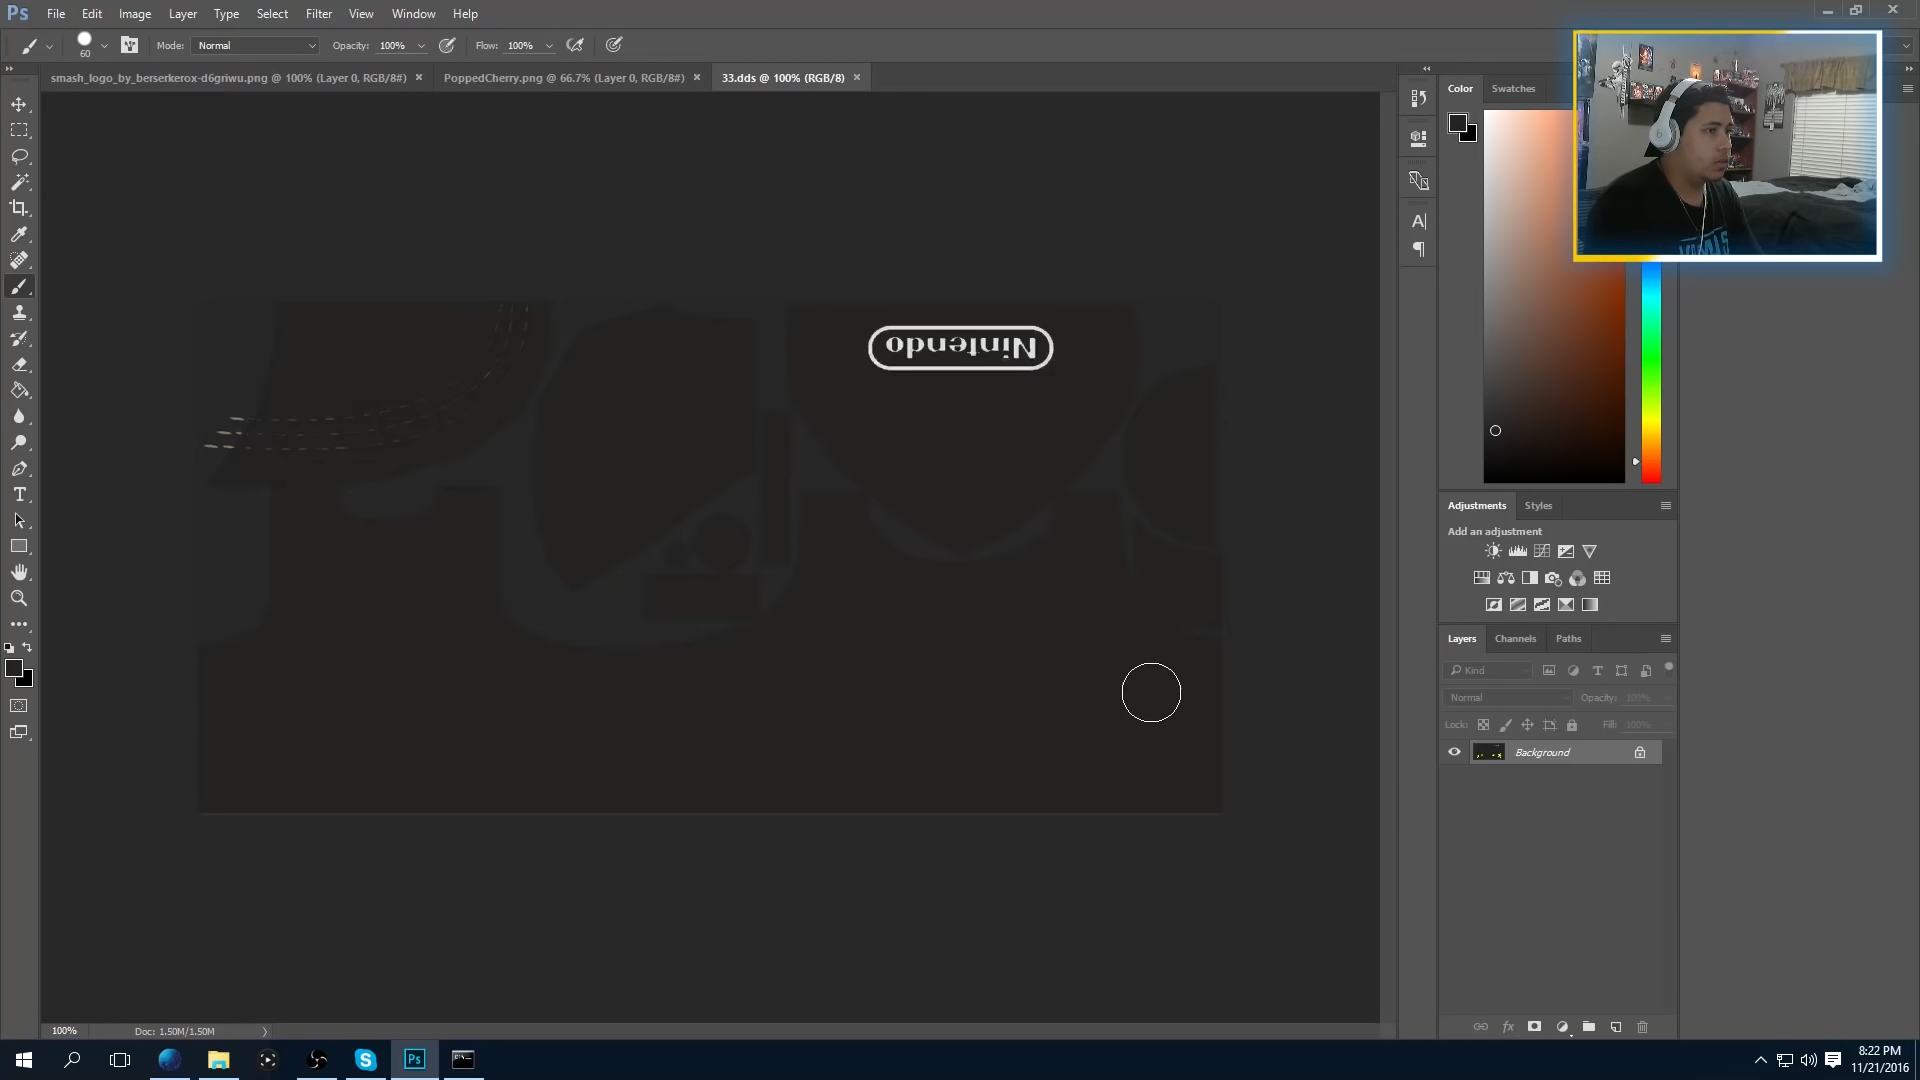 Ps File Edit Image Layer Type Select Filter View Window Help
60 Mode: Normal Opacity: 100% Flow: 100%
smash_logo_by_berserkerox-d6griwu.png @ 100% (Layer 0, RGB/8#) × PoppedCherry.png @ 66.7% (Layer 0, RGB/8#) × 33.dds @ 100% (RGB/8) ×
Color Swatches
Nintendo
Adjustments Styles
Add an adjustment
Layers Channels Paths
Kind
Normal Opacity: 100%
Lock: Fill: 100%
Background
100% Doc: 1.50M/1.50M
Ps
8:22 PM
11/21/2016